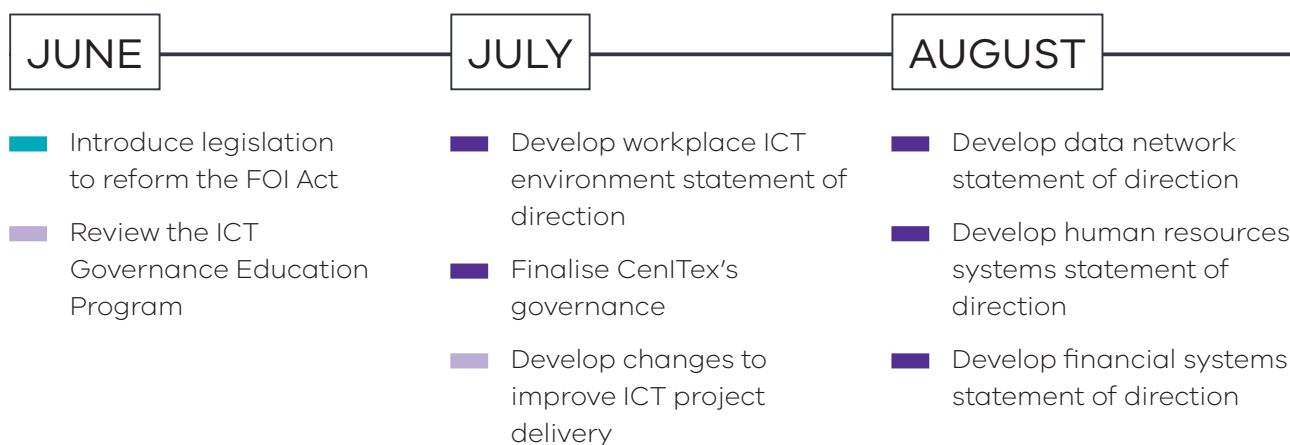 JUNE
Introduce legislation
to reform the FOI Act
Review the ICT
Governance Education
Program
JULY
Develop workplace ICT
environment statement of
direction
Finalise CenITex’s
governance
Develop changes to
improve ICT project
delivery
AUGUST
Develop data network
statement of direction
Develop human resources
systems statement of
direction
Develop financial systems
statement of direction